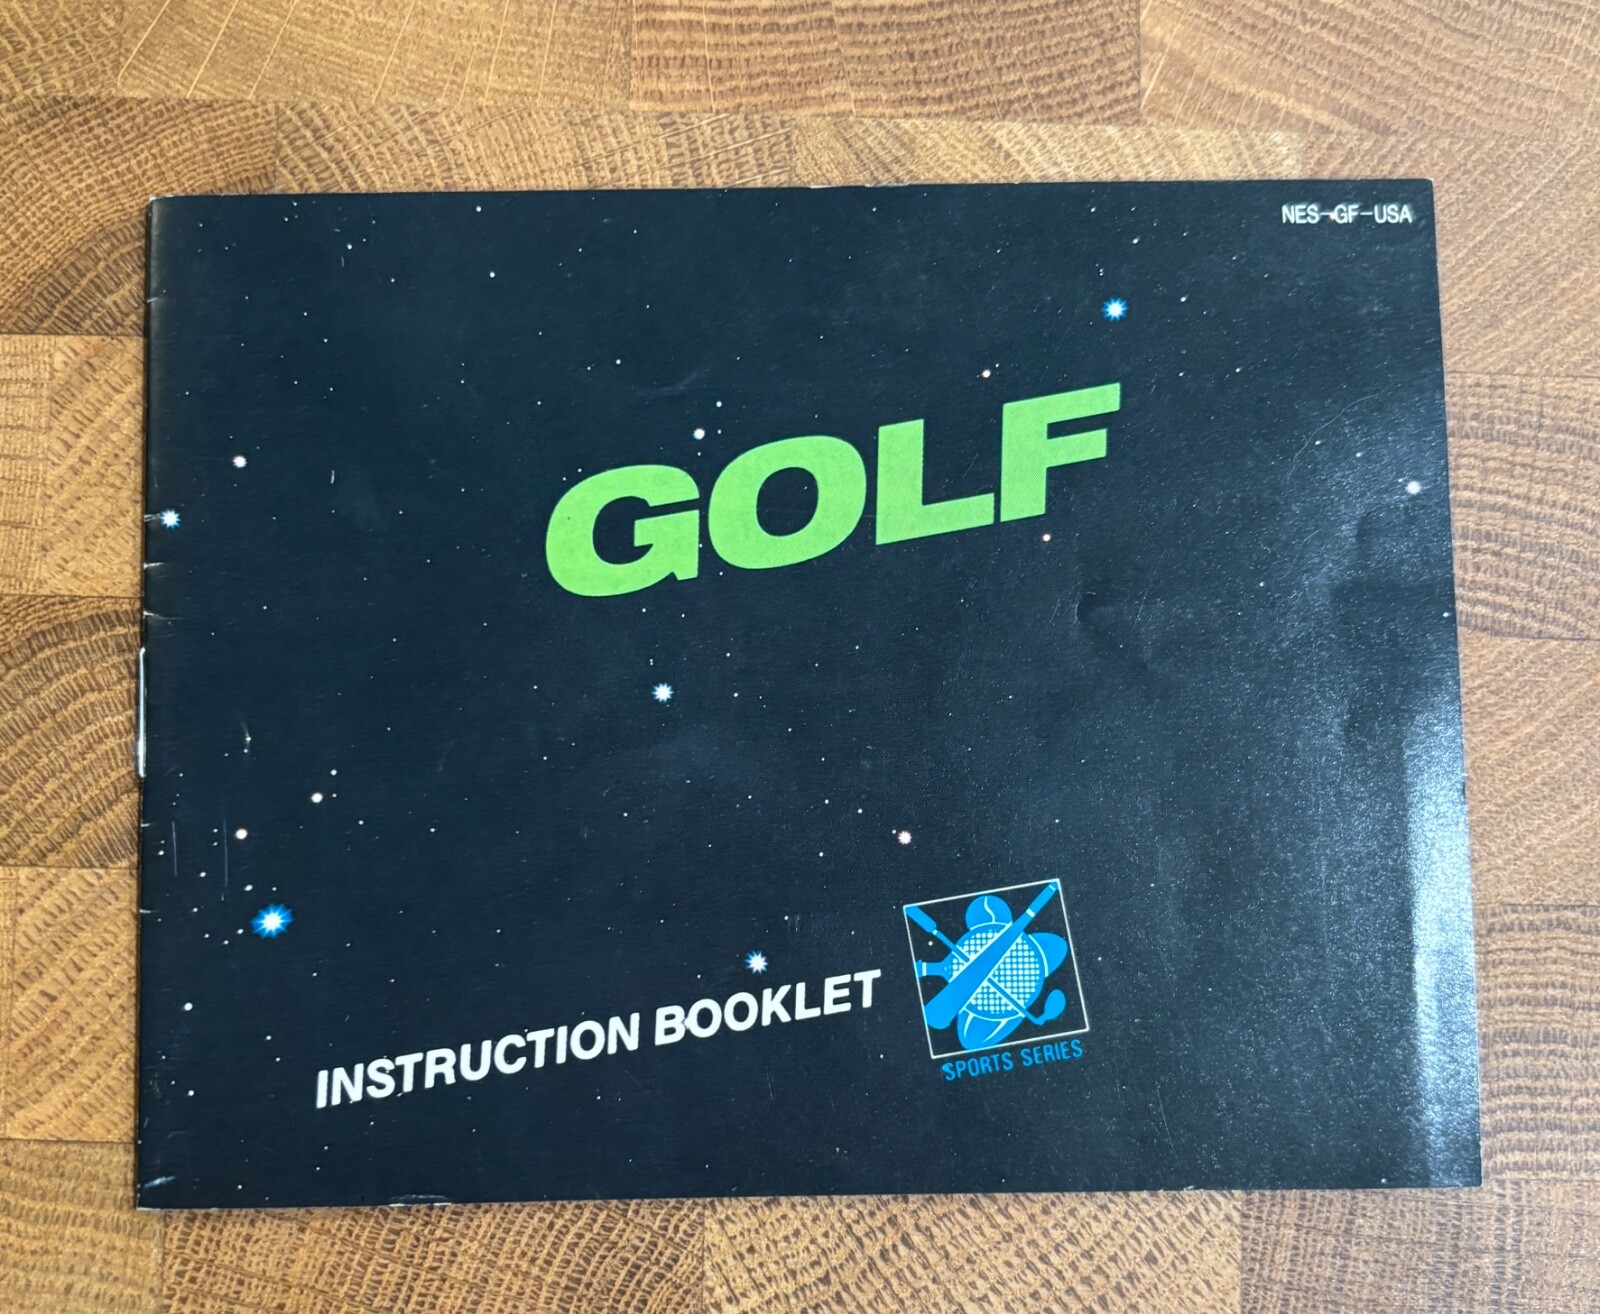 NES-GF-USA
GOLF
INSTRUCTION BOOKLET
SPORTS SERIES